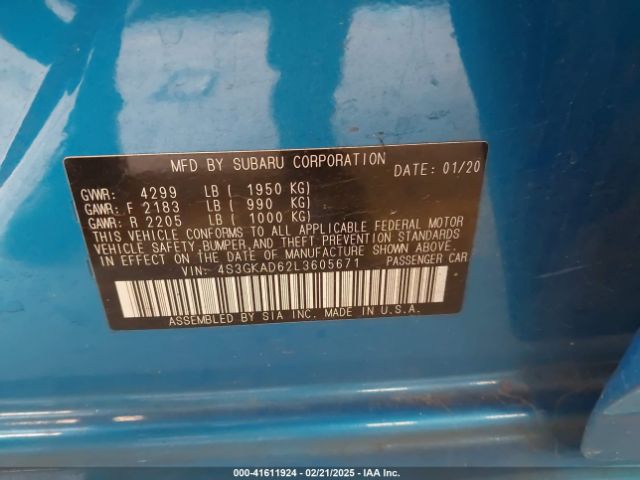 MFD BY SUBARU CORPORATION DATE: 01/20
GVWR: 4299 LB ( 1950 KG)
GAWR: F 2183 LB ( 990 KG)
GAWR: R 2205 LB ( 1000 KG)
THIS VEHICLE CONFORMS TO ALL APPLICABLE FEDERAL MOTOR
VEHICLE SAFETY, BUMPER, AND THEFT PREVENTION STANDARDS
IN EFFECT ON THE DATE OF MANUFACTURE SHOWN ABOVE.
VIN: 4S3GKAD62L3605671 PASSENGER CAR
ASSEMBLED BY SIA INC. MADE IN U.S.A.
000-41611924 | 02/21/2025 | IAA Inc.